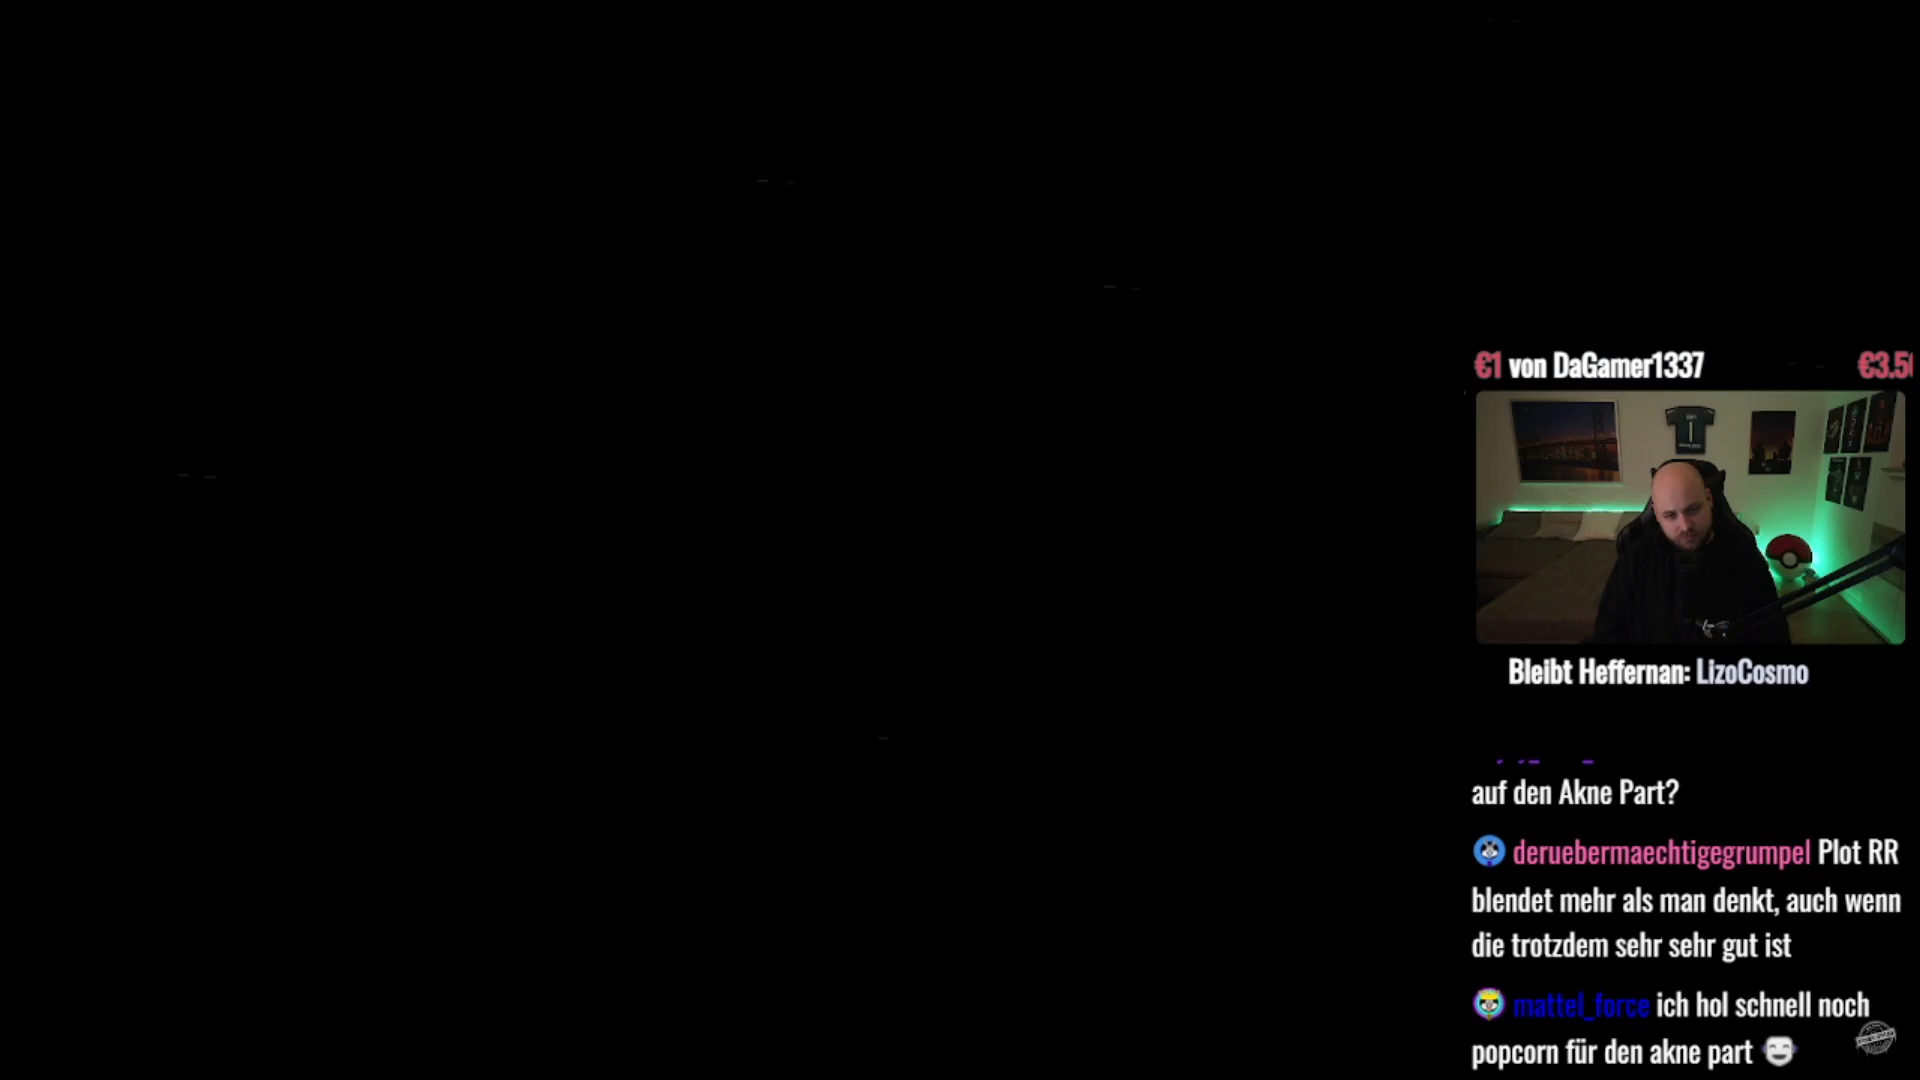 €1 von DaGamer1337 €3.5
Bleibt Heffernan: LizoCosmo
auf den Akne Part?
deruebermaechtigegrumpel Plot RR
blendet mehr als man denkt, auch wenn
die trotzdem sehr sehr gut ist
mattel_force ich hol schnell noch
popcorn für den akne part